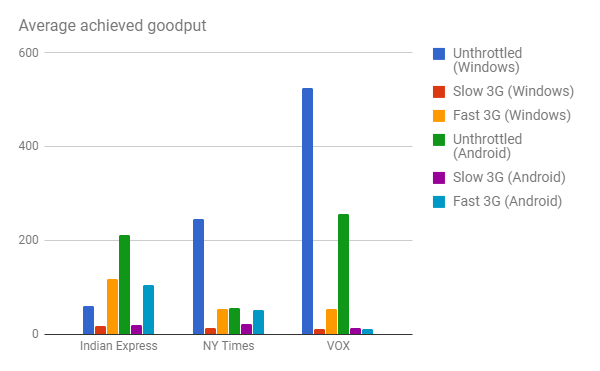 Average achieved goodput
600
400
200
0
Indian Express
NY Times
VOX
Unthrottled
(Windows)
Slow 3G (Windows)
Fast 3G (Windows)
Unthrottled
(Android)
Slow 3G (Android)
Fast 3G (Android)